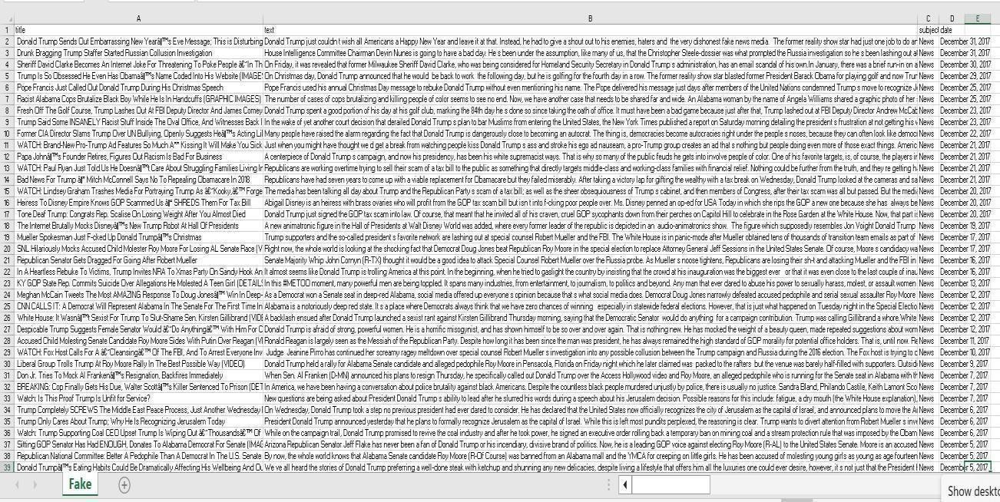 A B C D E
1 title text subject date
2 Donald Trump Sends Out Embarrassing New Yearâ€™s Eve Message; This is Disturbing Donald Trump just couldn t wish all Americans a Happy New Year and leave it at that. Instead, he had to give a shout out to his enemies, haters and the very dishonest fake news media. The former reality show star had just one job to do an News December 31, 2017
3 Drunk Bragging Trump Staffer Started Russian Collusion Investigation House Intelligence Committee Chairman Devin Nunes is going to have a bad day. He s been under the assumption, like many of us, that the Christopher Steele-dossier was what prompted the Russia investigation so he s been lashing out at News December 31, 2017
4 Sheriff David Clarke Becomes An Internet Joke For Threatening To Poke People â€˜In Th On Friday, it was revealed that former Milwaukee Sheriff David Clarke, who was being considered for Homeland Security Secretary in Donald Trump s administration, has an email scandal of his own.In January, there was a brief run-in on a News December 30, 2017
5 Trump Is So Obsessed He Even Has Obamaâ€™s Name Coded Into His Website (IMAGE On Christmas day, Donald Trump announced that he would be back to work the following day, but he is golfing for the fourth day in a row. The former reality show star blasted former President Barack Obama for playing golf and now Trum News December 29, 2017
6 Pope Francis Just Called Out Donald Trump During His Christmas Speech Pope Francis used his annual Christmas Day message to rebuke Donald Trump without even mentioning his name. The Pope delivered his message just days after members of the United Nations condemned Trump s move to recognize J News December 25, 2017
7 Racist Alabama Cops Brutalize Black Boy While He Is In Handcuffs (GRAPHIC IMAGES) The number of cases of cops brutalizing and killing people of color seems to see no end. Now, we have another case that needs to be shared far and wide. An Alabama woman by the name of Angela Williams shared a graphic photo of her News December 25, 2017
8 Fresh Off The Golf Course, Trump Lashes Out At FBI Deputy Director And James Comey Donald Trump spent a good portion of his day at his golf club, marking the 84th day he s done so since taking the oath of office. It must have been a bad game because just after that, Trump lashed out at FBI Deputy Director Andrew McCab News December 23, 2017
9 Trump Said Some INSANELY Racist Stuff Inside The Oval Office, And Witnesses Back I In the wake of yet another court decision that derailed Donald Trump s plan to bar Muslims from entering the United States, the New York Times published a report on Saturday morning detailing the president s frustration at not getting his News December 23, 2017
10 Former CIA Director Slams Trump Over UN Bullying, Openly Suggests Heâ€™s Acting Lil Many people have raised the alarm regarding the fact that Donald Trump is dangerously close to becoming an autocrat. The thing is, democracies become autocracies right under the people s noses, because they can often look like democ News December 22, 2017
11 WATCH: Brand-New Pro-Trump Ad Features So Much A** Kissing It Will Make You Sick Just when you might have thought we d get a break from watching people kiss Donald Trump s ass and stroke his ego ad nauseam, a pro-Trump group creates an ad that s nothing but people doing even more of those exact things. Americ News December 21, 2017
12 Papa Johnâ€™s Founder Retires, Figures Out Racism Is Bad For Business A centerpiece of Donald Trump s campaign, and now his presidency, has been his white supremacist ways. That is why so many of the public feuds he gets into involve people of color. One of his favorite targets, is, of course, the players in News December 21, 2017
13 WATCH: Paul Ryan Just Told Us He Doesnâ€™t Care About Struggling Families Living In Republicans are working overtime trying to sell their scam of a tax bill to the public as something that directly targets middle-class and working-class families with financial relief. Nothing could be further from the truth, and they re getting h News December 21, 2017
14 Bad News For Trump â€” Mitch McConnell Says No To Repealing Obamacare In 2018 Republicans have had seven years to come up with a viable replacement for Obamacare but they failed miserably. After taking a victory lap for gifting the wealthy with a tax break on Wednesday, Donald Trump looked at the cameras and sa News December 21, 2017
15 WATCH: Lindsey Graham Trashes Media For Portraying Trump As â€˜Kooky,â€™ Forge The media has been talking all day about Trump and the Republican Party s scam of a tax bill; as well as the sheer obsequiousness of Trump s cabinet, and then members of Congress, after their tax scam was all but passed. But the medi News December 20, 2017
16 Heiress To Disney Empire Knows GOP Scammed Us â€” SHREDS Them For Tax Bill Abigail Disney is an heiress with brass ovaries who will profit from the GOP tax scam bill but isn t into f-cking poor people over. Ms. Disney penned an op-ed for USA Today in which she rips the GOP a new one because she has always be News December 20, 2017
17 Tone Deaf Trump: Congrats Rep. Scalise On Losing Weight After You Almost Died Donald Trump just signed the GOP tax scam into law. Of course, that meant that he invited all of his craven, cruel GOP sycophants down from their perches on Capitol Hill to celebrate in the Rose Garden at the White House. Now, that part i News December 20, 2017
18 The Internet Brutally Mocks Disneyâ€™s New Trump Robot At Hall Of Presidents A new animatronic figure in the Hall of Presidents at Walt Disney World was added, where every former leader of the republic is depicted in an audio-animatronics show. The figure which supposedly resembles Jon Voight Donald Trump News December 19, 2017
19 Mueller Spokesman Just F-cked Up Donald Trumpâ€™s Christmas Trump supporters and the so-called president s favorite network are lashing out at special counsel Robert Mueller and the FBI. The White House is in panic-mode after Mueller obtained tens of thousands of transition team emails as part of News December 17, 2017
20 SNL Hilariously Mocks Accused Child Molester Roy Moore For Losing AL Senate Race (V Right now, the whole world is looking at the shocking fact that Democrat Doug Jones beat Republican Roy Moore in the special election to replace Attorney General Jeff Sessions in the United States Senate. Of course, Moore s candidacy wa News December 17, 2017
21 Republican Senator Gets Dragged For Going After Robert Mueller Senate Majority Whip John Cornyn (R-TX) thought it would be a good idea to attack Special Counsel Robert Mueller over the Russia probe. As Mueller s noose tightens, Republicans are losing their sh-t and attacking Mueller and the FBI in News December 16, 2017
22 In A Heartless Rebuke To Victims, Trump Invites NRA To Xmas Party On Sandy Hook An It almost seems like Donald Trump is trolling America at this point. In the beginning, when he tried to gaslight the country by insisting that the crowd at his inauguration was the biggest ever or that it was even close to the last couple of inau News December 16, 2017
23 KY GOP State Rep. Commits Suicide Over Allegations He Molested A Teen Girl (DETAILS In this #METOO moment, many powerful men are being toppled. It spans many industries, from entertainment, to journalism, to politics and beyond. Any man that ever dared to abuse his power to sexually harass, molest, or assault women News December 13, 2017
24 Meghan McCain Tweets The Most AMAZING Response To Doug Jonesâ€™ Win In Deep- As a Democrat won a Senate seat in deep-red Alabama, social media offered up everyone s opinion because that s what social media does. Democrat Doug Jones narrowly defeated accused pedophile and serial sexual assaulter Roy Moore News December 12, 2017
25 CNN CALLS IT: A Democrat Will Represent Alabama In The Senate For The First Time In Alabama is a notoriously deep red state. It s a place where Democrats always think that we have zero chances of winning especially in statewide federal elections. However, that is just what happened on Tuesday night in the Special Electio News December 12, 2017
26 White House: It Wasnâ€™t Sexist For Trump To Slut-Shame Sen. Kirsten Gillibrand (VIDE A backlash ensued after Donald Trump launched a sexist rant against Kirsten Gillibrand Thursday morning, saying that the Democratic Senator would do anything for a campaign contribution. Trump was calling Gillibrand a whore.White News December 12, 2017
27 Despicable Trump Suggests Female Senator Would â€˜Do Anythingâ€™ With Him For C Donald Trump is afraid of strong, powerful women. He is a horrific misogynist, and has shown himself to be so over and over again. That is nothing new. He has mocked the weight of a beauty queen, made repeated suggestions about wom News December 12, 2017
28 Accused Child Molesting Senate Candidate Roy Moore Sides With Putin Over Reagan (VI Ronald Reagan is largely seen as the Messiah of the Republican Party. Despite how long it has been since the man was president, he has always remained the high standard of GOP morality for potential office holders. That is, until now. Re News December 11, 2017
29 WATCH: Fox Host Calls For A â€˜Cleansingâ€™ Of The FBI, And To Arrest Everyone Inv Judge. Jeanine Pirro has continued her screamy ragey meltdown over special counsel Robert Mueller s investigation into any possible collusion between the Trump campaign and Russia during the 2016 election. The Fox host is trying to c News December 10, 2017
30 Liberal Group Trolls Trump At Roy Moore Rally In The Best Possible Way (VIDEO) Donald Trump held a rally for Alabama Senate candidate and alleged pedophile Roy Moore in Pensacola, Florida on Friday night which he later claimed was packed to the rafters but the venue was barely half-filled with supporters. Outsid News December 9, 2017
31 Don Jr. Tries To Mock Al Frankenâ€™s Resignation, Backfires Immediately When Sen. Al Franken (D-MN) announced his plans to resign Thursday, he specifically called out Donald Trump over the Access Hollywood video and Roy Moore, an alleged pedophile who is running for the Senate seat in Alabama with th News December 7, 2017
32 BREAKING: Cop Finally Gets His Due, Walter Scottâ€™s Killer Sentenced To Prison (DET In America, we have been having a conversation about police brutality against black Americans. Despite the countless black people murdered unjustly by police, there is usually no justice. Sandra Bland, Philando Castile, Keith Lamont Sco News December 7, 2017
33 Watch: Is This Proof Trump Is Unfit for Service? New questions are being asked about President Donald Trump s ability to lead after he slurred his words during a speech about his Jerusalem decision. Possible reasons for this include: fatigue, a dry mouth (the White House explanation), News December 7, 2017
34 Trump Completely SCREWS The Middle East Peace Process, Just Another Wednesday On Wednesday, Donald Trump took a step no previous president had ever dared to consider. He has declared that the United States now officially recognizes the city of Jerusalem as the capital of Israel, and announced plans to move the A News December 6, 2017
35 Trump Only Cares About Trump; Why He Is Recognizing Jerusalem Today President Donald Trump announced yesterday that he plans to formally recognize Jerusalem as the capital of Israel. While this is left most pundits perplexed, the reasoning is clear. Trump wants to divert attention from Robert Mueller s inv News December 6, 2017
36 Watch: Trump Supporting Coal CEO Upset Trump Is Wiping Out â€˜Thousandsâ€™ Of While on the campaign trail, Donald Trump promised to revive the coal industry and after he took power, he signed an executive order rolling back a temporary ban on mining coal and a stream protection rule that was imposed by the Obam News December 6, 2017
37 Sitting GOP Senator Has Had ENOUGH, Donates To Alabama Democrat For Senate (IMAG Arizona Republican Senator Jeff Flake has never been a fan of Donald Trump or his incendiary, divisive brand of politics. Now, he is a leading GOP voice against electing Roy Moore (R-AL) to the United States Senate. Moore is an accused News December 5, 2017
38 Republican National Committee: Better A Pedophile Than A Democrat In The U.S. Senate By now, the whole world knows that Alabama Senate candidate Roy Moore (R-Of Course) was banned from an Alabama mall and the YMCA for creeping on little girls. He has been accused of molesting young girls as young as age fourteen News December 5, 2017
39 Donald Trumpâ€™s Eating Habits Could Be Dramatically Affecting His Wellbeing And Ou We ve all heard the stories of Donald Trump preferring a well-done steak with ketchup and shunning any new delicacies, despite living a lifestyle that offers him all the luxuries one could ever desire, however, it s not just that the President News December 5, 2017
Fake
Show deskto